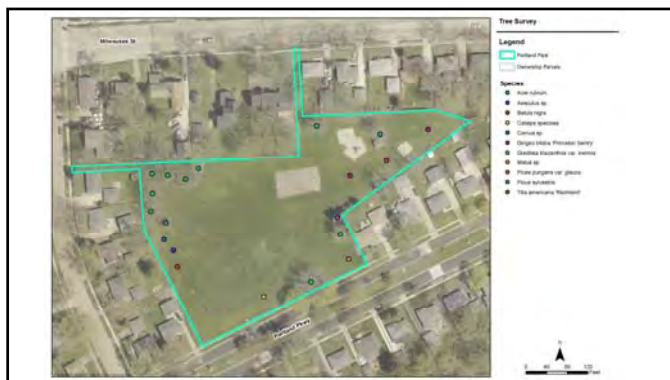 Tree Survey
Milwaukee St
Legend
Portland Park
Ownership Parcels
Species
Acer rubrum
Aesculus sp
Betula nigra
Catalpa speciosa
Cornus sp
Ginkgo biloba 'Princeton Sentry'
Gleditsia triacanthos var. inermis
Malus sp
Picea pungens var. glauca
Pinus sylvestris
Tilia americana 'Redmond'
Portland Pkwy
N
0
Feet